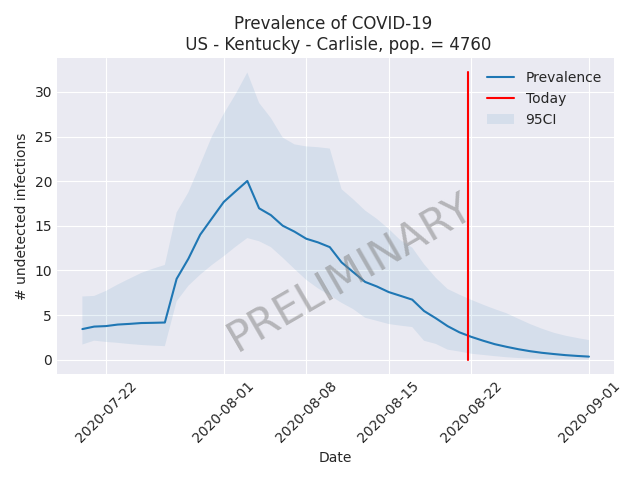 Prevalence of COVID-19
US - Kentucky - Carlisle, pop. = 4760
# undetected infections
30
25
20
15
10
5
0
Prevalence
Today
95CI
PRELIMINARY
2020-07-22
2020-08-01
2020-08-08
2020-08-15
2020-08-22
2020-09-01
Date